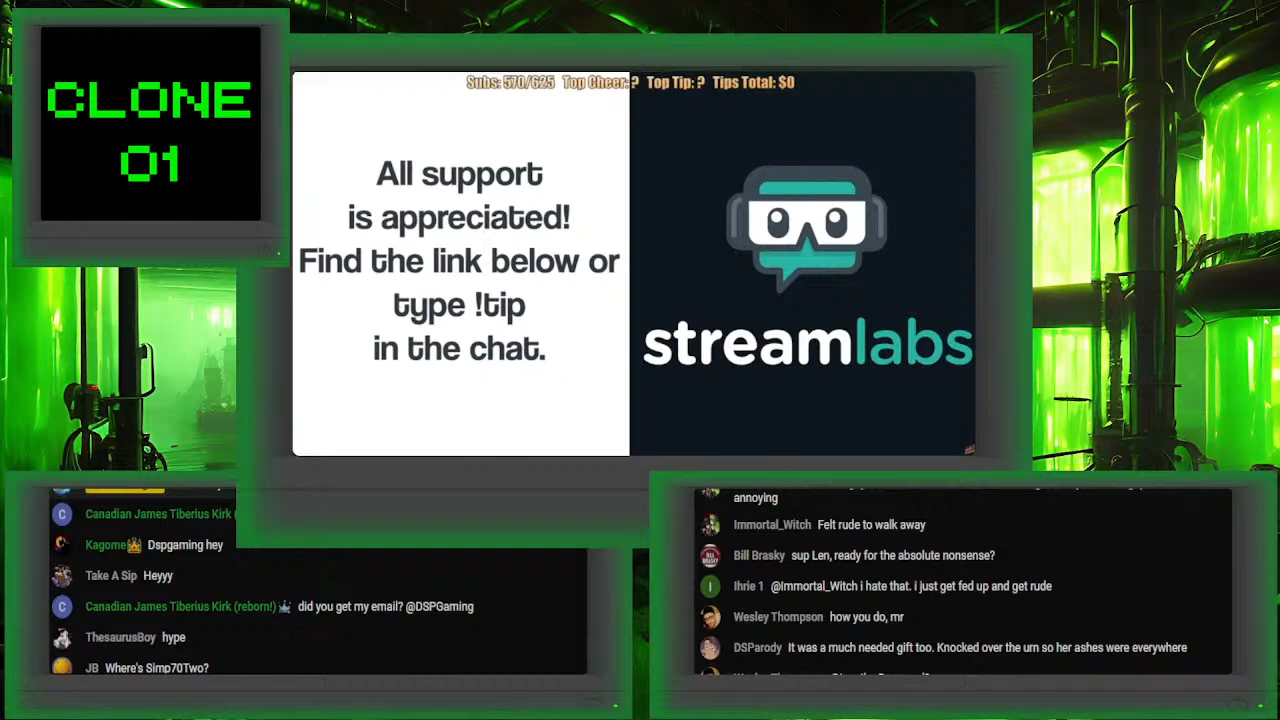 CLONE
01
Subs: 570/625 Top Cheer: ? Top Tip: ? Tips Total: $0
All support
is appreciated!
Find the link below or
type !tip
in the chat.
streamlabs
C Canadian James Tiberius Kirk (
Kagome Dspgaming hey
Take A Sip Heyyy
C Canadian James Tiberius Kirk (reborn!) did you get my email? @DSPGaming
ThesaurusBoy hype
JB Where's Simp70Two?
annoying
Immortal_Witch Felt rude to walk away
Bill Brasky sup Len, ready for the absolute nonsense?
I Ihrie 1 @Immortal_Witch i hate that. i just get fed up and get rude
Wesley Thompson how you do, mr
DSParody It was a much needed gift too. Knocked over the urn so her ashes were everywhere